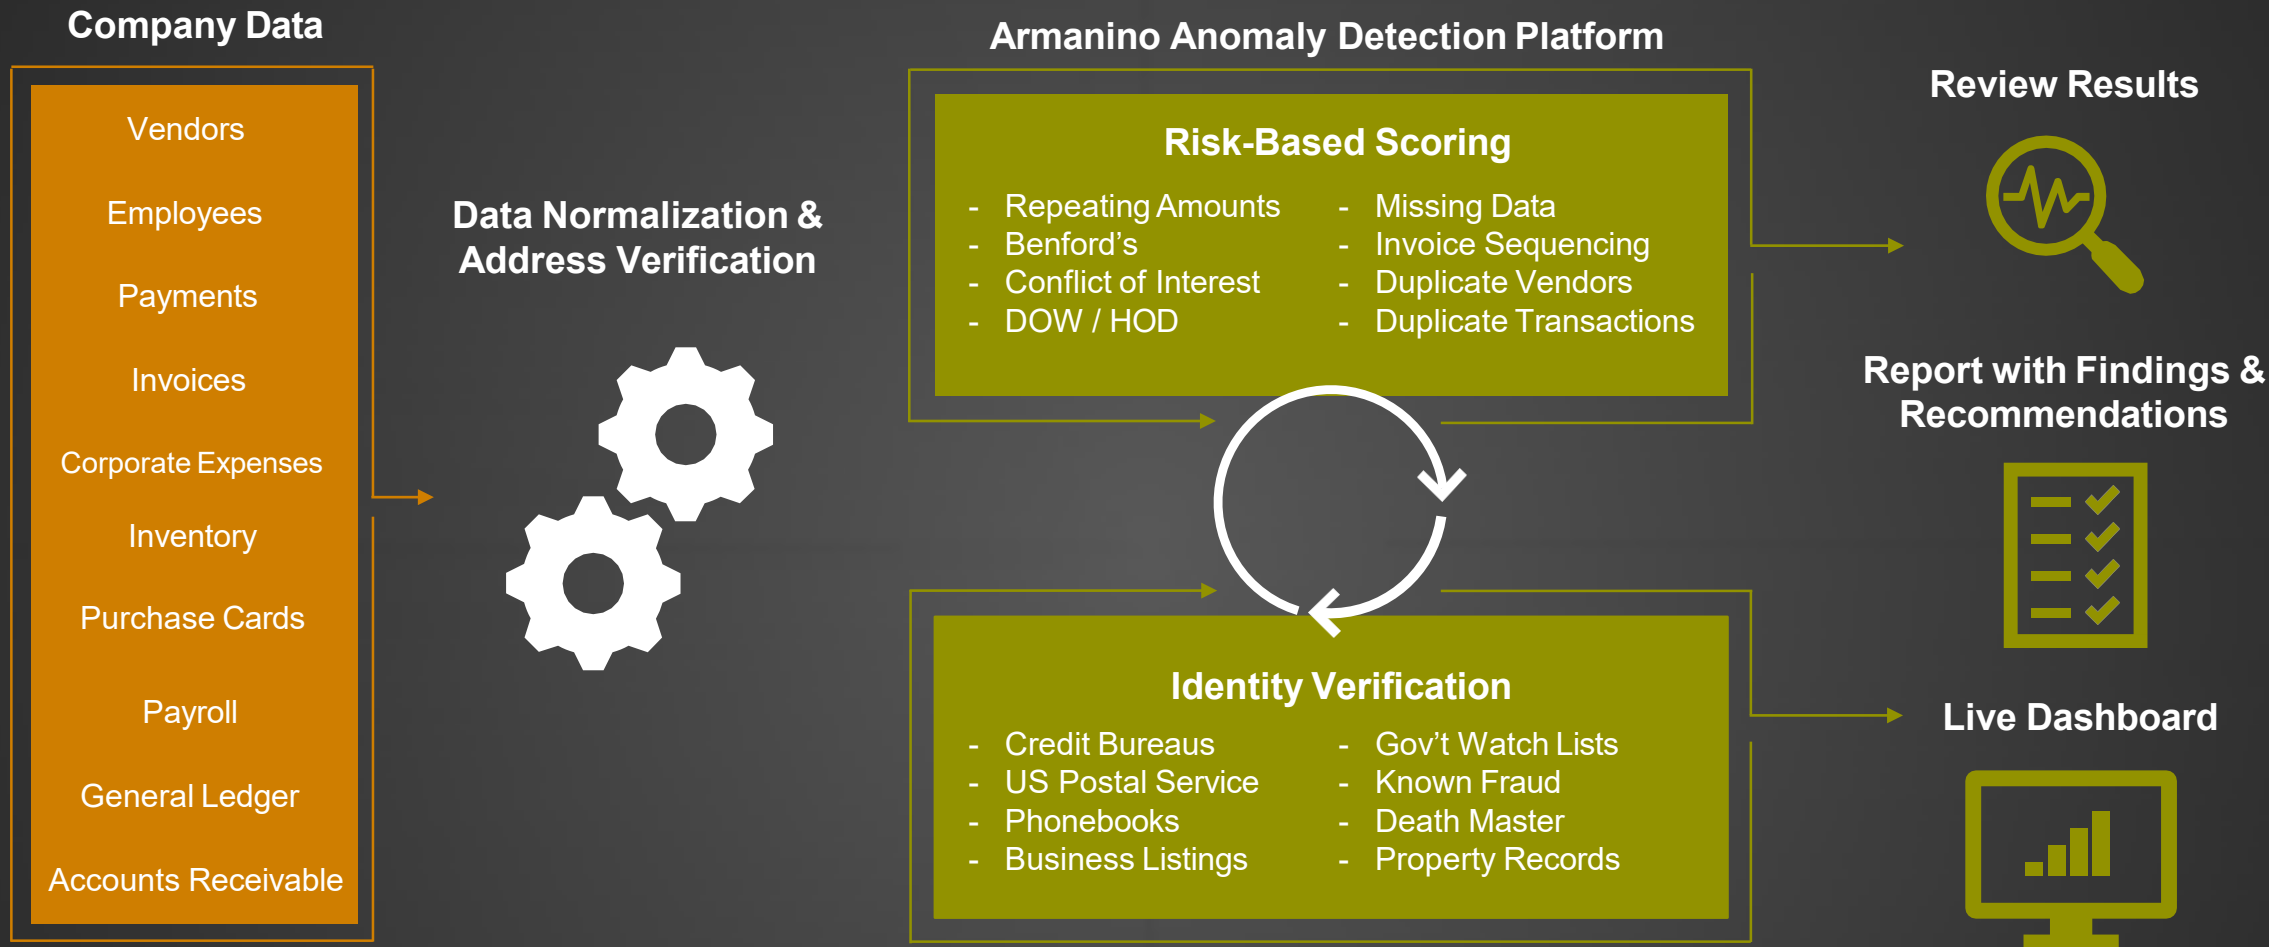 Company Data
Vendors
Employees
Payments
Invoices
Corporate Expenses
Inventory
Purchase Cards
Payroll
General Ledger
Accounts Receivable
Data Normalization &
Address Verification
Armanino Anomaly Detection Platform
Risk-Based Scoring
- Repeating Amounts
- Benford’s
- Conflict of Interest
- DOW / HOD
- Missing Data
- Invoice Sequencing
- Duplicate Vendors
- Duplicate Transactions
Identity Verification
- Credit Bureaus
- US Postal Service
- Phonebooks
- Business Listings
- Gov’t Watch Lists
- Known Fraud
- Death Master
- Property Records
Review Results
Report with Findings &
Recommendations
Live Dashboard